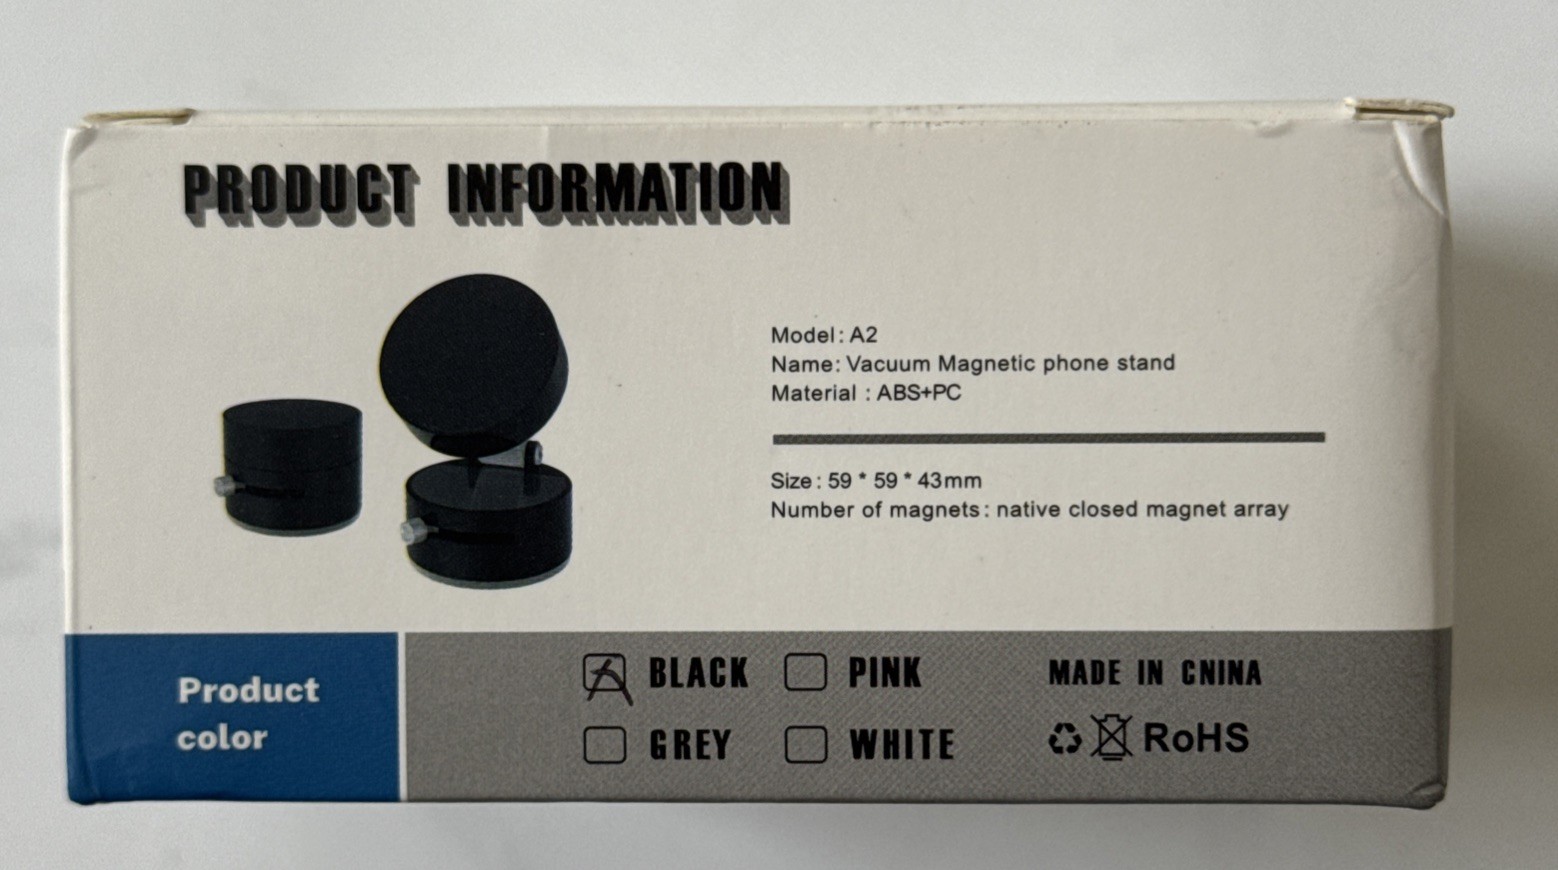 PRODUCT INFORMATION
Model: A2
Name: Vacuum Magnetic phone stand
Material : ABS+PC
Size: 59 * 59 * 43mm
Number of magnets: native closed magnet array
Product
color
BLACK
PINK
GREY
WHITE
MADE IN CNINA
RoHS